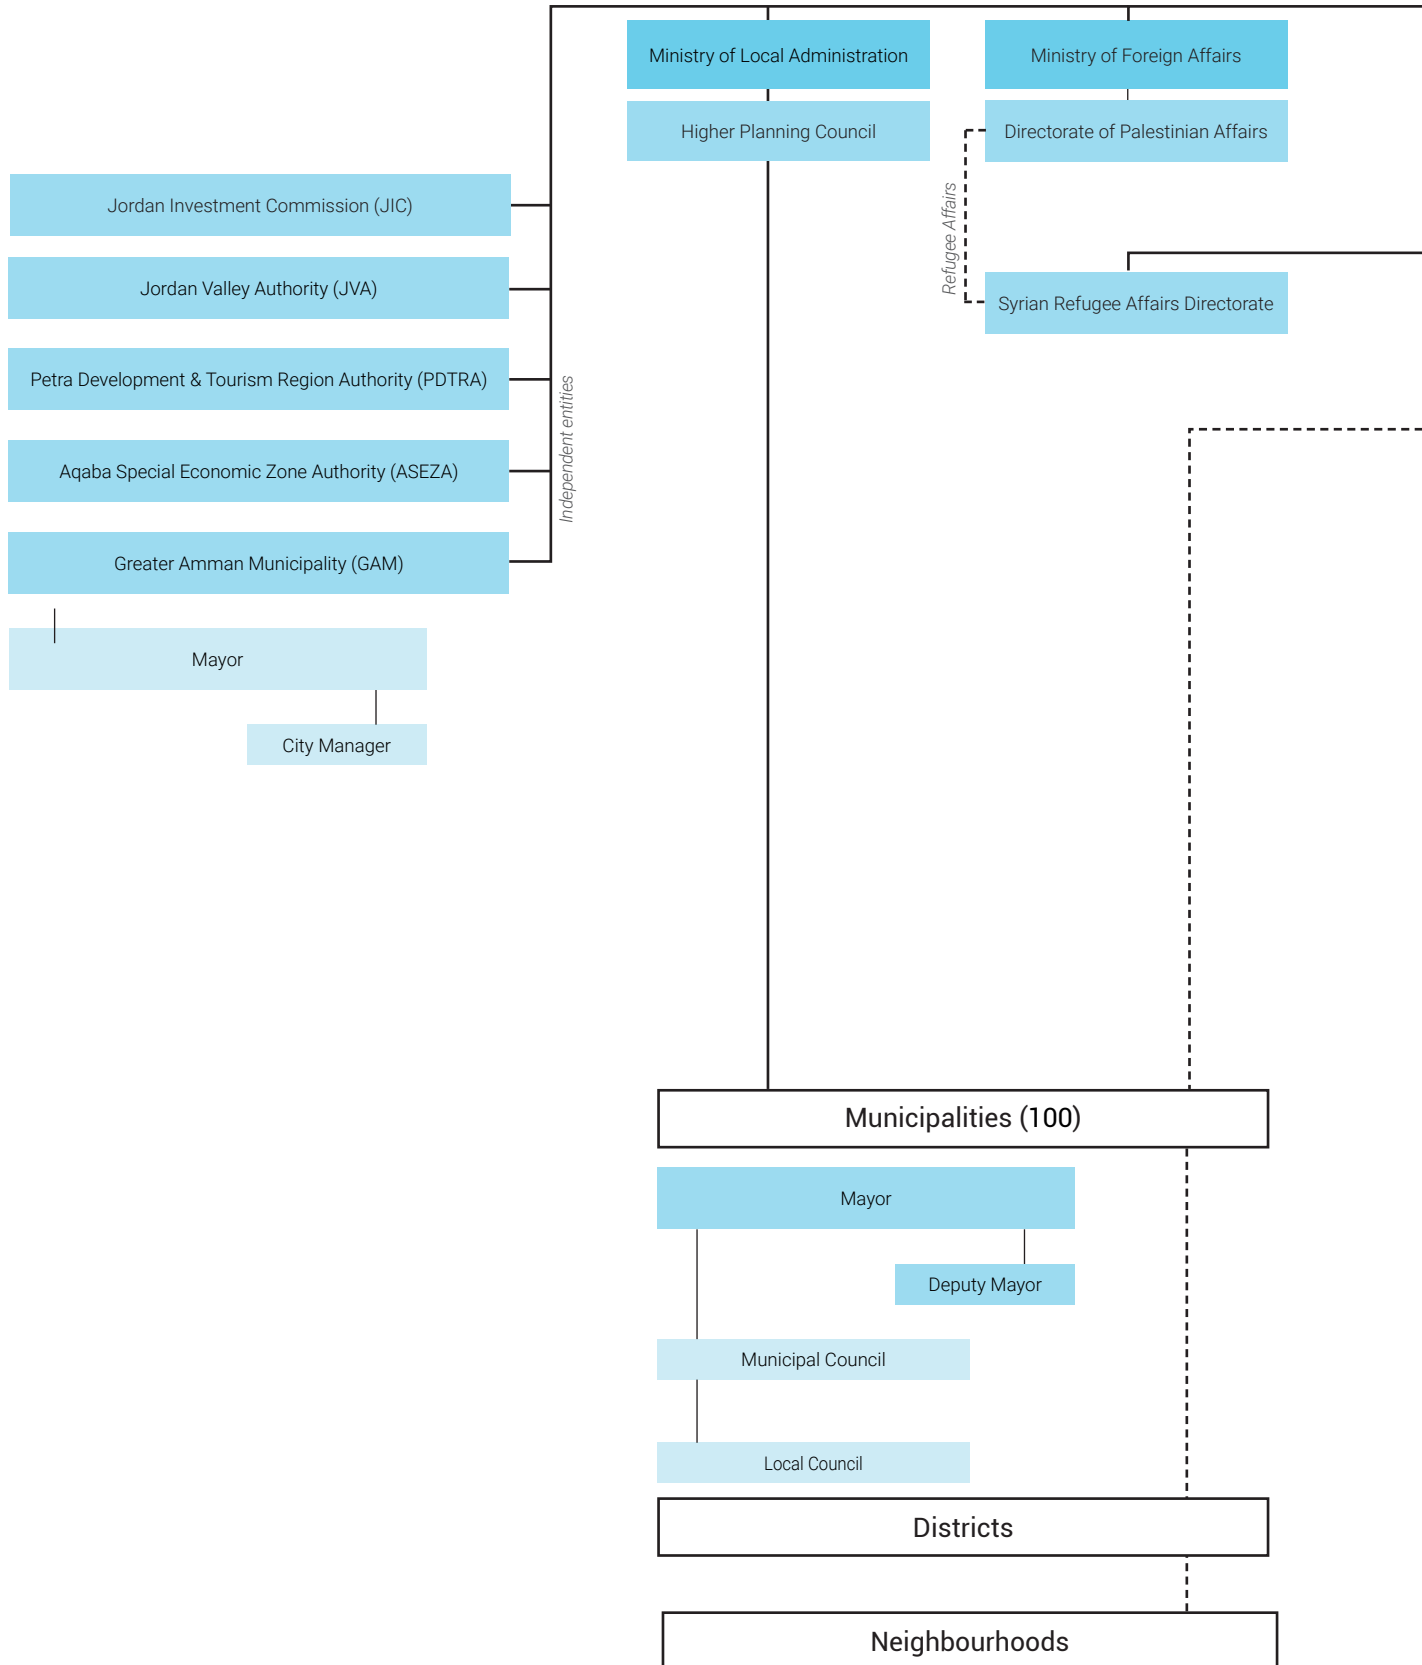 Ministry of Local Administration
Ministry of Foreign Affairs
Higher Planning Council
Directorate of Palestinian Affairs
Refugee Affairs
Jordan Investment Commission (JIC)
Jordan Valley Authority (JVA)
Syrian Refugee Affairs Directorate
Petra Development & Tourism Region Authority (PDTRA)
Independent entities
Aqaba Special Economic Zone Authority (ASEZA)
Greater Amman Municipality (GAM)
Mayor
City Manager
Municipalities (100)
Mayor
Deputy Mayor
Municipal Council
Local Council
Districts
Neighbourhoods